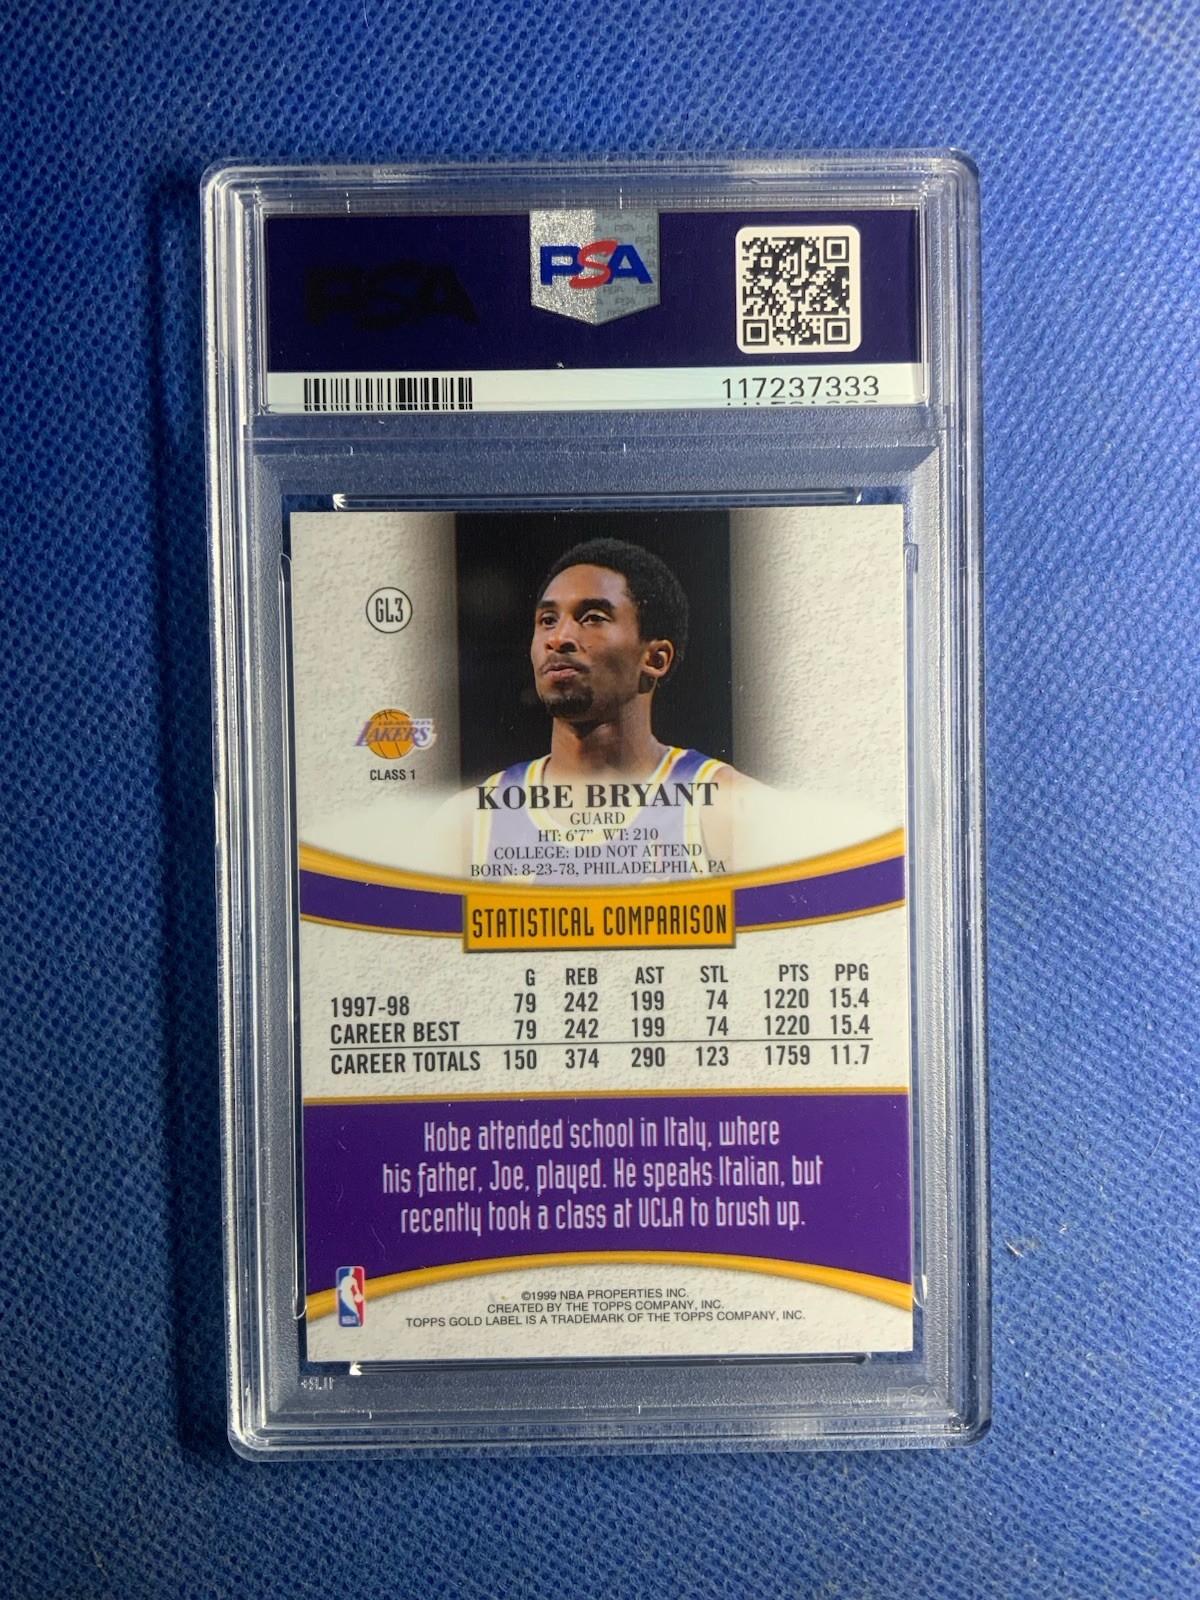 PSA
PSA
117237333
GL3
LAKERS
CLASS 1
KOBE BRYANT
GUARD
HT: 6'7" WT: 210
COLLEGE: DID NOT ATTEND
BORN: 8-23-78, PHILADELPHIA, PA
STATISTICAL COMPARISON
G REB AST STL PTS PPG
1997-98 79 242 199 74 1220 15.4
CAREER BEST 79 242 199 74 1220 15.4
CAREER TOTALS 150 374 290 123 1759 11.7
Kobe attended school in Italy, where
his father, Joe, played. He speaks Italian, but
recently took a class at UCLA to brush up.
NBA
©1999 NBA PROPERTIES INC.
CREATED BY THE TOPPS COMPANY, INC.
TOPPS GOLD LABEL IS A TRADEMARK OF THE TOPPS COMPANY, INC.
PSA